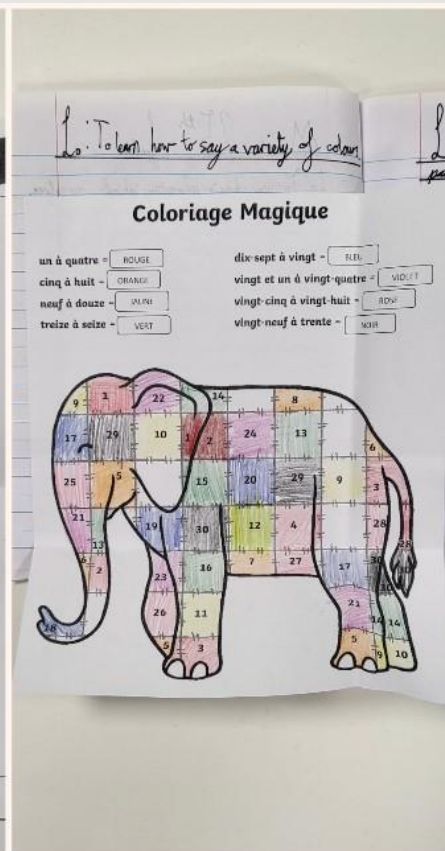 L.o: To learn how to say a variety of colours
Coloriage Magique
un à quatre = ROUGE
cinq à huit - ORANGE
neuf à douze - JAUNE
treize à seize - VERT
dix-sept à vingt - BLEU
vingt et un à vingt-quatre = VIOLET
vingt-cinq à vingt-huit - ROSE
vingt-neuf à trente - NOIR
9 1 22 14 8
17 29 10 1 2 24 13 6
25 5 15 20 29 9 3
21 13 19 30 12 4 28 28
6 2 16 7 27 17 30
23 30
18 26 11 21 14 14
5 3 5 9 10